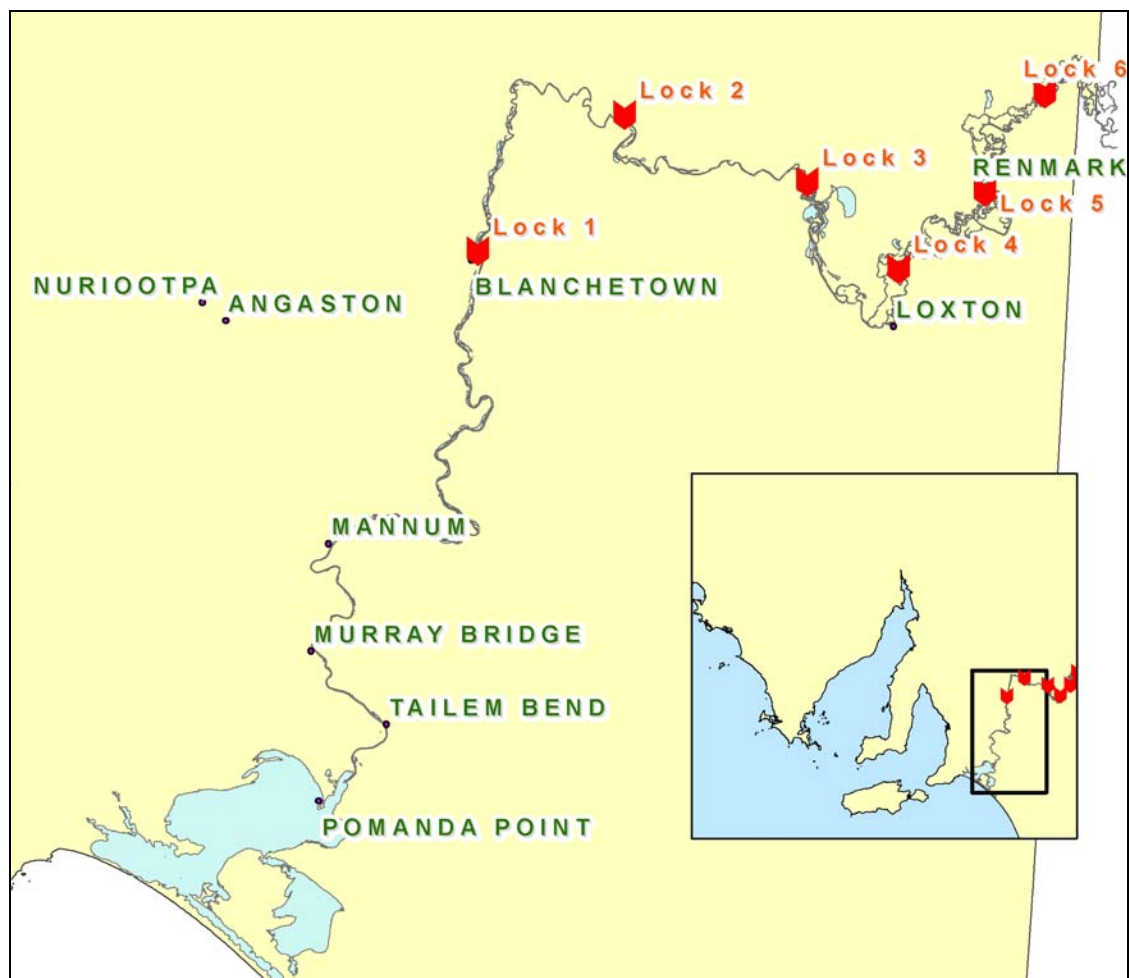 Lock 6
Lock 2
Lock 3
RENMARK
Lock 5
Lock 1
Lock 4
BLANCHETOWN
NURIOOTPA
ANGASTON
LOXTON
MANNUM
MURRAY BRIDGE
TAILEM BEND
POMANDA POINT